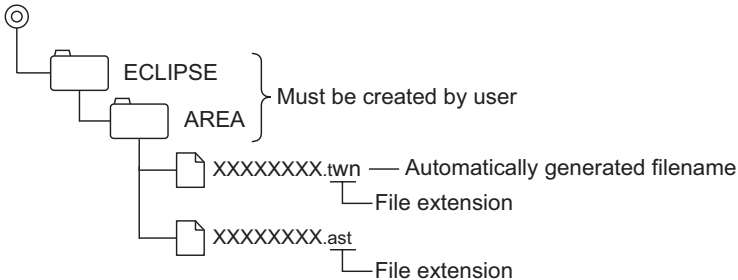 ECLIPSE
Must be created by user
AREA
XXXXXXXX.twn — Automatically generated filename
File extension
XXXXXXXX.ast
File extension